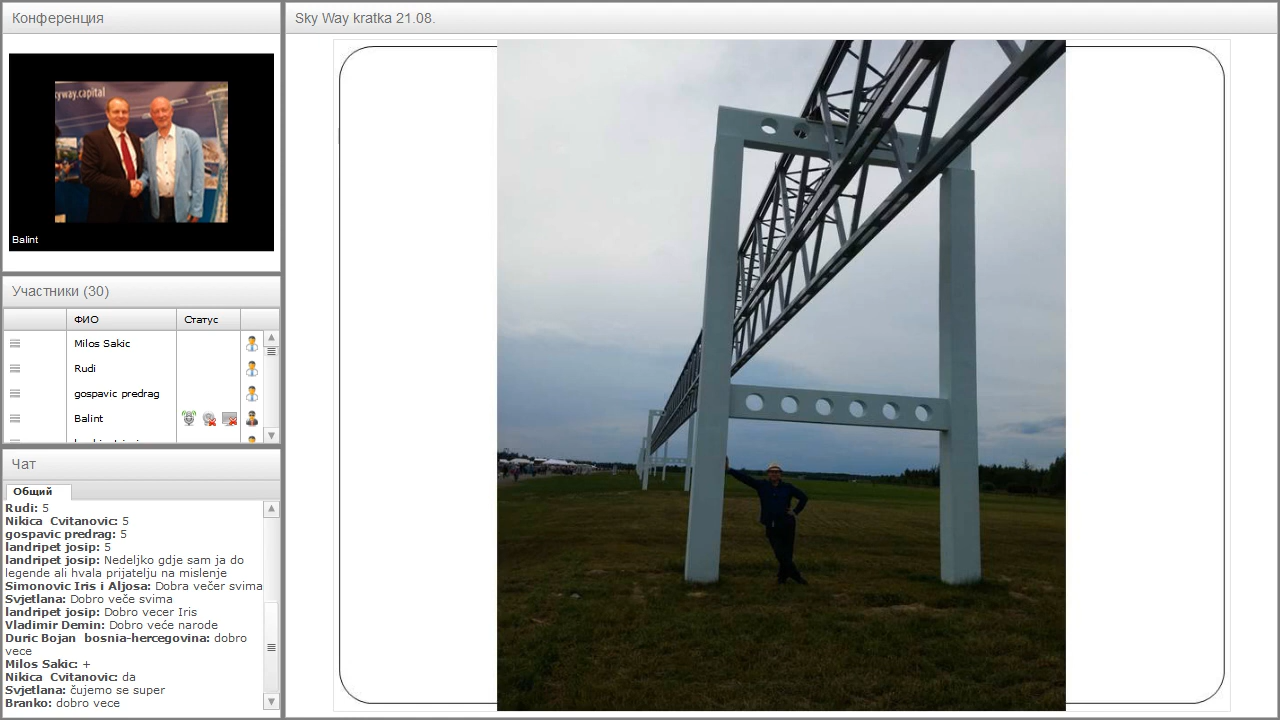 Конференция
yway.capital
Balint
Участники (30)
ФИО Статус
Milos Sakic
Rudi
gospavic predrag
Balint
Чат
Общий
Rudi: 5
Nikica Cvitanovic: 5
gospavic predrag: 5
landripet josip: 5
landripet josip: Nedeljko gdje sam ja do
legende ali hvala prijatelju na mislenje
Simonovic Iris i Aljosa: Dobra večer svima
Svjetlana: Dobro veče svima
landripet josip: Dobro vecer Iris
Vladimir Demin: Dobro veće narode
Duric Bojan bosnia-hercegovina: dobro
vece
Milos Sakic: +
Nikica Cvitanovic: da
Svjetlana: čujemo se super
Branko: dobro vece
Sky Way kratka 21.08.